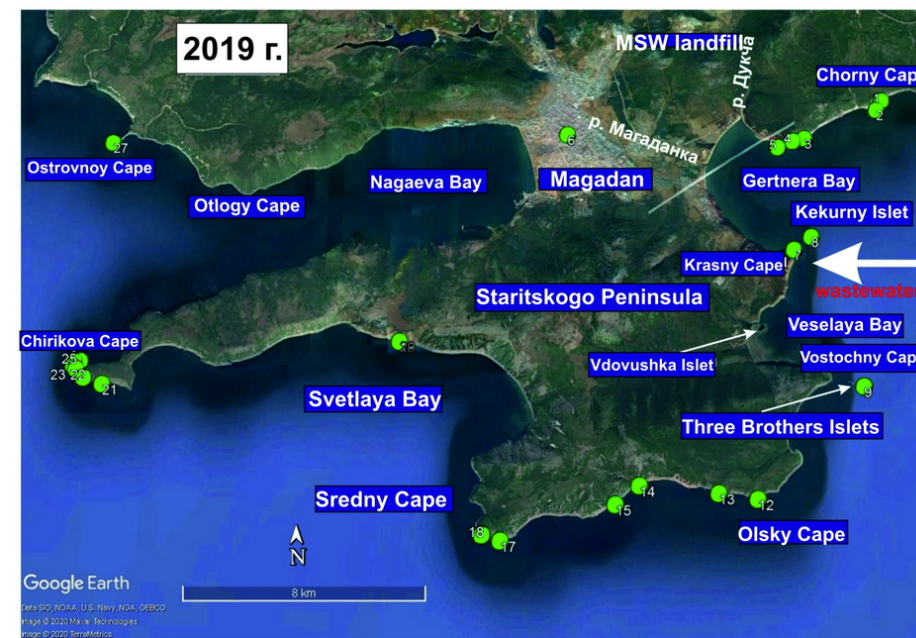 2019 г.
MSW landfill
р. Дукча
Chorny Cap
1
2
р. Магаданка
6
5
4
3
27
Ostrovnoy Cape
Nagaeva Bay
Magadan
Gertnera Bay
Otlogy Cape
Kekurny Islet
8
7
Krasny Cape
Staritskogo Peninsula
wastewater
Veselaya Bay
Chirikova Cape
25
23
22
21
Vdovushka Islet
Vostochny Cap
9
Svetlaya Bay
Three Brothers Islets
Sredny Cape
14
15
13
12
18
17
Olsky Cape
N
Google Earth
8 km
Data SIO, NOAA, U.S. Navy, NGA, GEBCO
Image © 2020 Maxar Technologies
Image © 2020 TerraMetrics